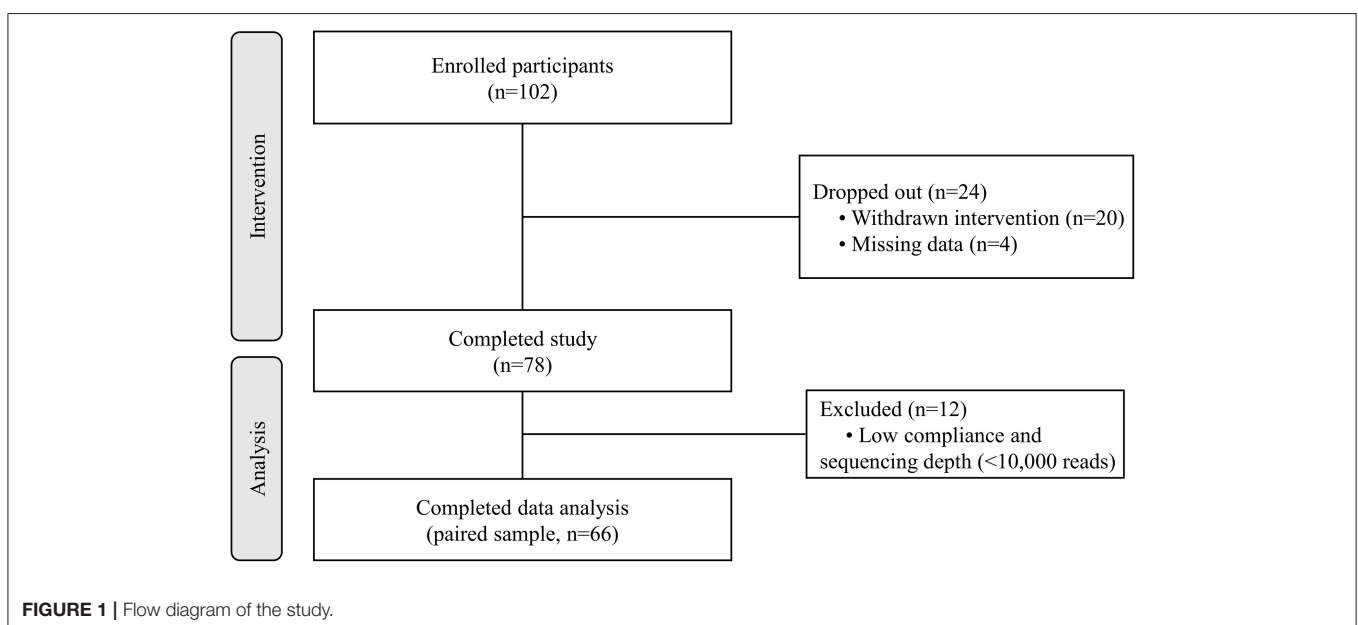 Intervention
Enrolled participants
(n=102)
Dropped out (n=24)
• Withdrawn intervention (n=20)
• Missing data (n=4)
Completed study
(n=78)
Analysis
Excluded (n=12)
• Low compliance and
sequencing depth (<10,000 reads)
Completed data analysis
(paired sample, n=66)
FIGURE 1 | Flow diagram of the study.